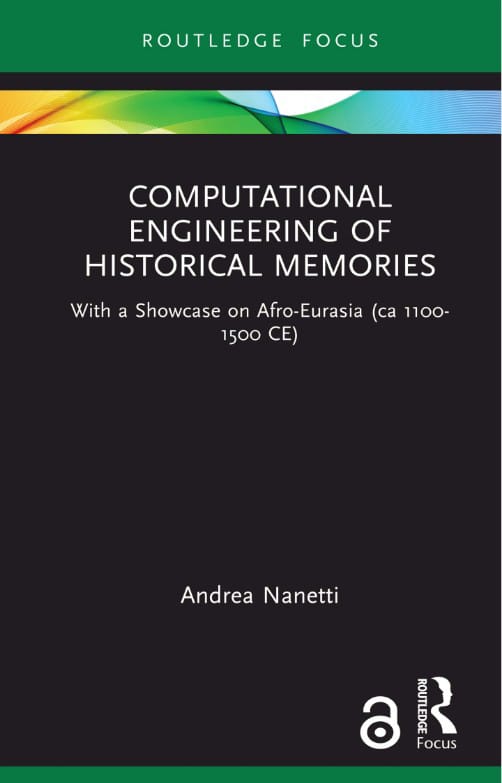 ROUTLEDGE FOCUS
COMPUTATIONAL
ENGINEERING OF
HISTORICAL MEMORIES
With a Showcase on Afro-Eurasia (ca 1100-
1500 CE)
Andrea Nanetti
ROUTLEDGE
Focus